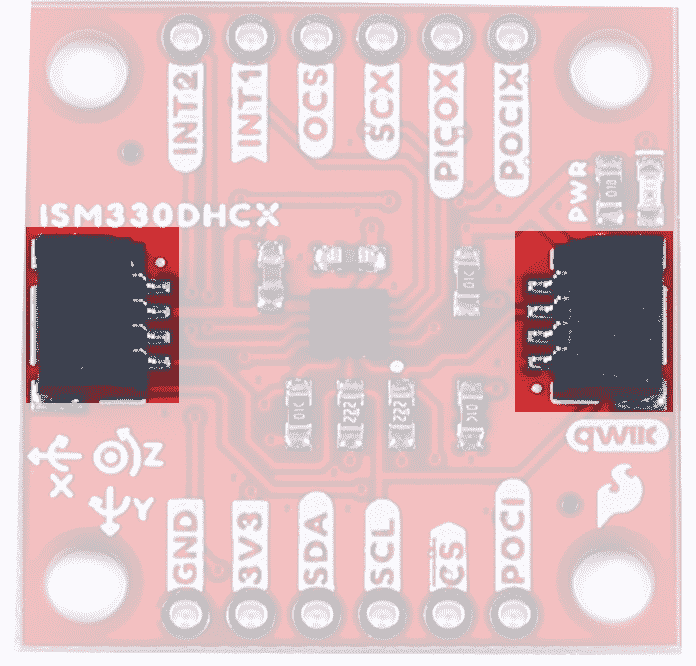 INT2
INT1
OCS
SCX
PICOX
POCIX
PWR
ISM330DHCX
qwiic
X
Z
Y
GND
3V3
SDA
SCL
CS
POCI